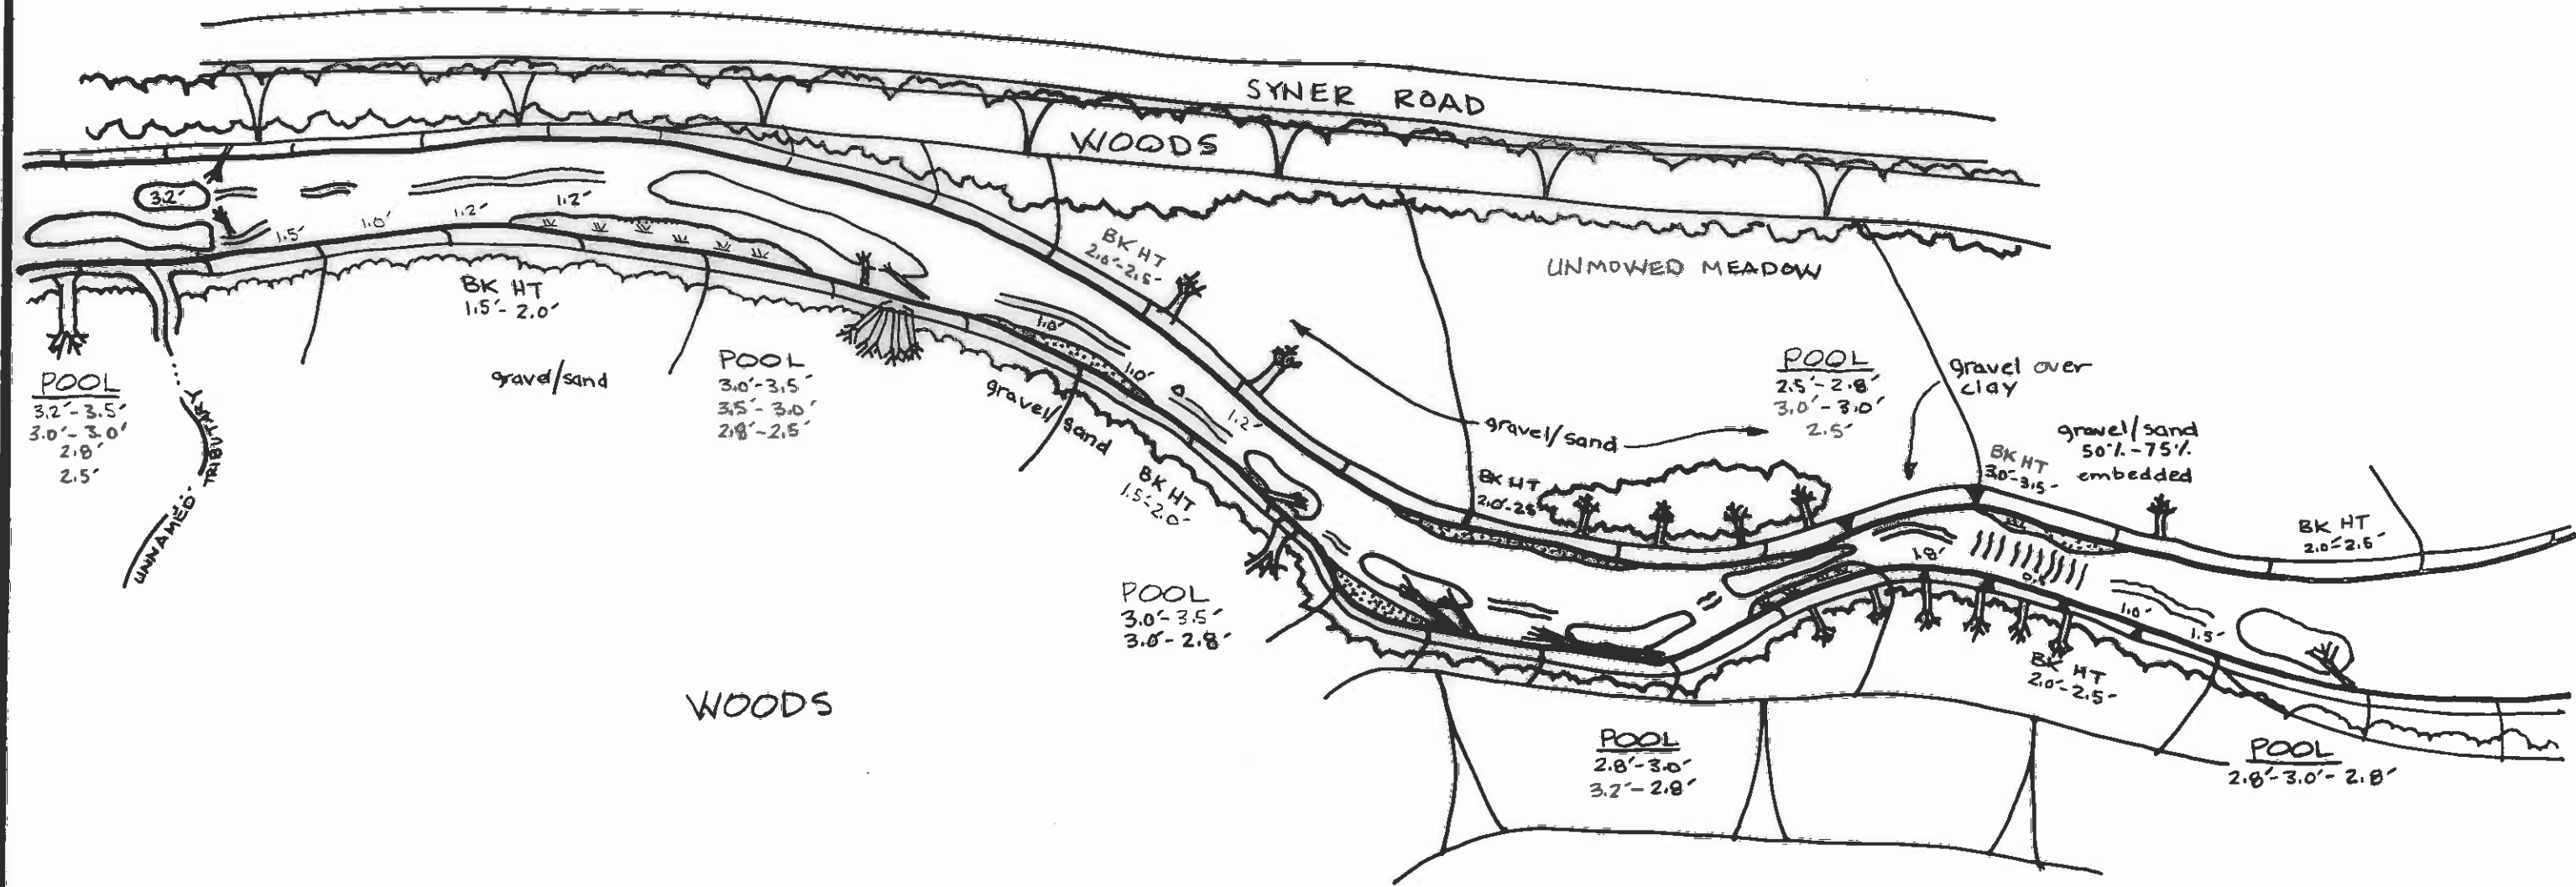 SYNER ROAD
WOODS
3.2'
1.5'
1.0'
1.2'
1.2'
BK HT
1.5'-2.0'
BK HT
2.0'-2.5'
UNMOWED MEADOW
POOL
3.2'-3.5'
3.0'-3.0'
2.8'
2.5'
UNNAMED TRIBUTARY
gravel/sand
POOL
3.0'-3.5'
3.5'-3.0'
2.8'-2.5'
1.0'
1.0'
1.2'
gravel/sand
BK HT
1.5'-2.0'
gravel/sand
POOL
2.5'-2.8'
3.0'-3.0'
2.5'
gravel over
clay
BK HT
2.0'-2.5'
BK HT
3.0'-3.5'
gravel/sand
50%-75%
embedded
BK HT
2.0'-2.5'
1.8'
1.0'
1.5'
BK HT
2.0'-2.5'
POOL
3.0'-3.5'
3.0'-2.8'
WOODS
POOL
2.8'-3.0'
3.2'-2.8'
POOL
2.8'-3.0'-2.8'